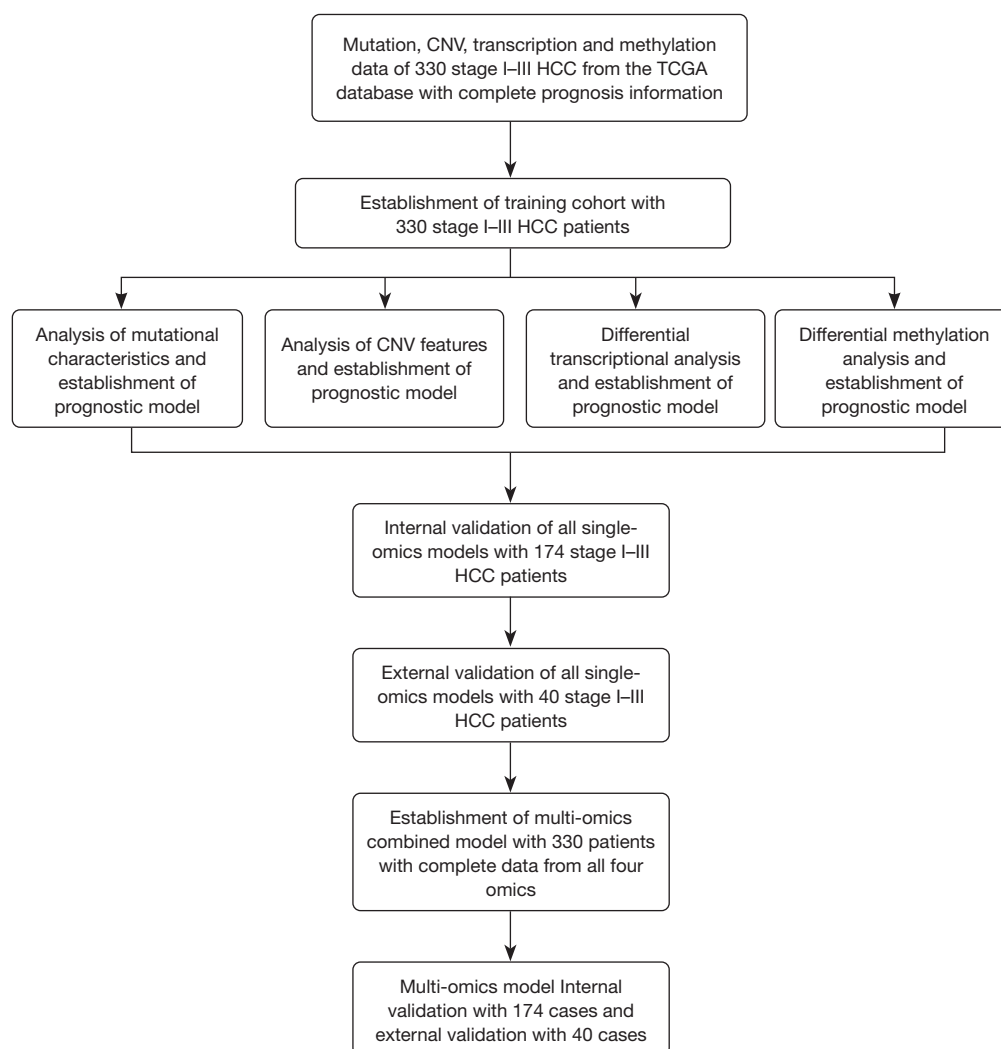 Mutation, CNV, transcription and methylation
data of 330 stage I–III HCC from the TCGA
database with complete prognosis information
Establishment of training cohort with
330 stage I–III HCC patients
Analysis of mutational
characteristics and
establishment of
prognostic model
Analysis of CNV features
and establishment of
prognostic model
Differential
transcriptional analysis
and establishment of
prognostic model
Differential methylation
analysis and
establishment of
prognostic model
Internal validation of all single-
omics models with 174 stage I–III
HCC patients
External validation of all single-
omics models with 40 stage I–III
HCC patients
Establishment of multi-omics
combined model with 330 patients
with complete data from all four
omics
Multi-omics model Internal
validation with 174 cases and
external validation with 40 cases